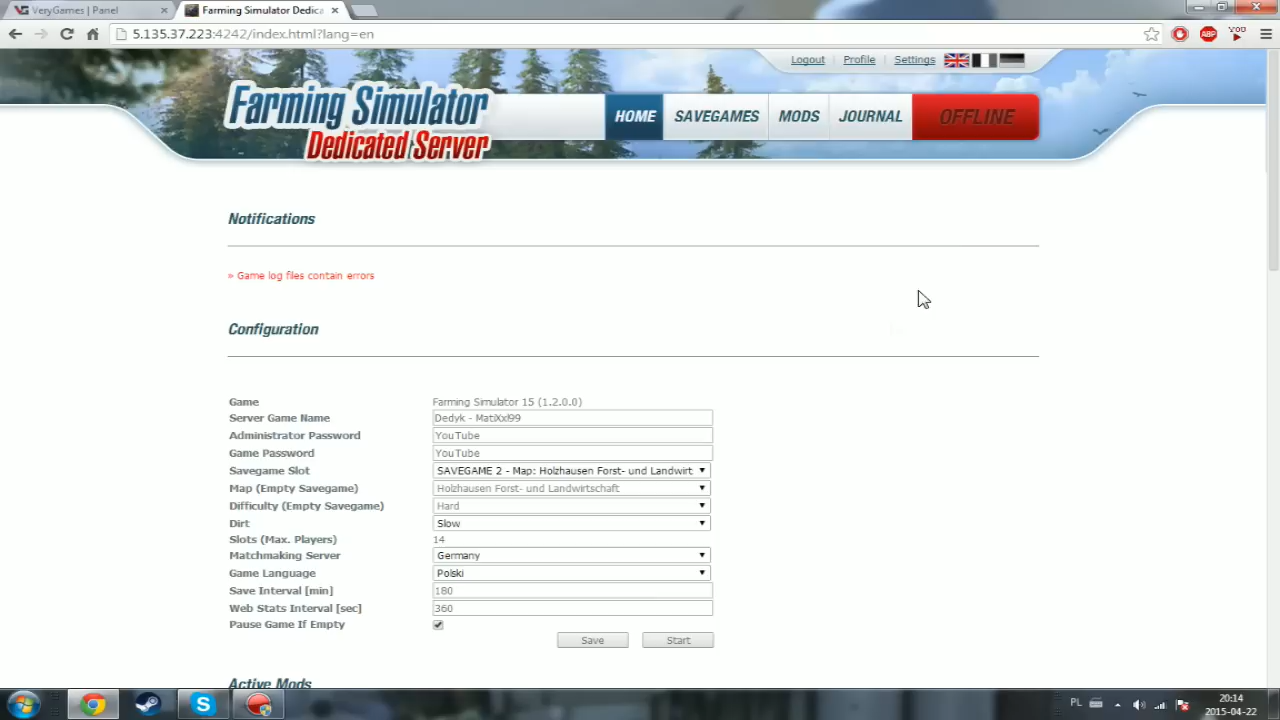 VeryGames | Panel
Farming Simulator Dedica
5.135.37.223:4242/index.html?lang=en
ABP
YOU
Logout Profile Settings
Farming Simulator
Dedicated Server
HOME SAVEGAMES MODS JOURNAL OFFLINE
Notifications
» Game log files contain errors
Configuration
Game Farming Simulator 15 (1.2.0.0)
Server Game Name Dedyk - MatiXxl99
Administrator Password YouTube
Game Password YouTube
Savegame Slot SAVEGAME 2 - Map: Holzhausen Forst- und Landwirt
Map (Empty Savegame) Holzhausen Forst- und Landwirtschaft
Difficulty (Empty Savegame) Hard
Dirt Slow
Slots (Max. Players) 14
Matchmaking Server Germany
Game Language Polski
Save Interval [min] 180
Web Stats Interval [sec] 360
Pause Game If Empty
Save Start
Active Mods
PL
20:14
2015-04-22